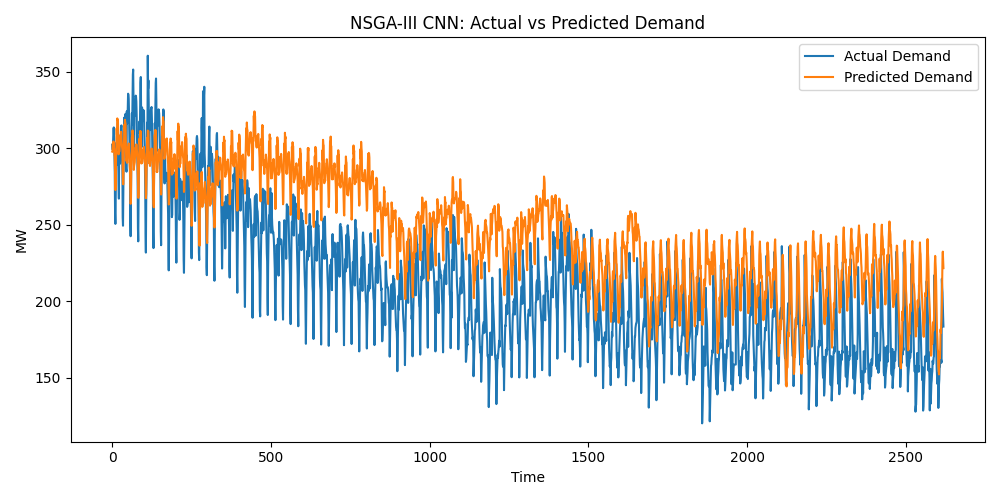 NSGA-III CNN: Actual vs Predicted Demand
Actual Demand
Predicted Demand
MW
350
300
250
200
150
0
500
1000
1500
2000
2500
Time